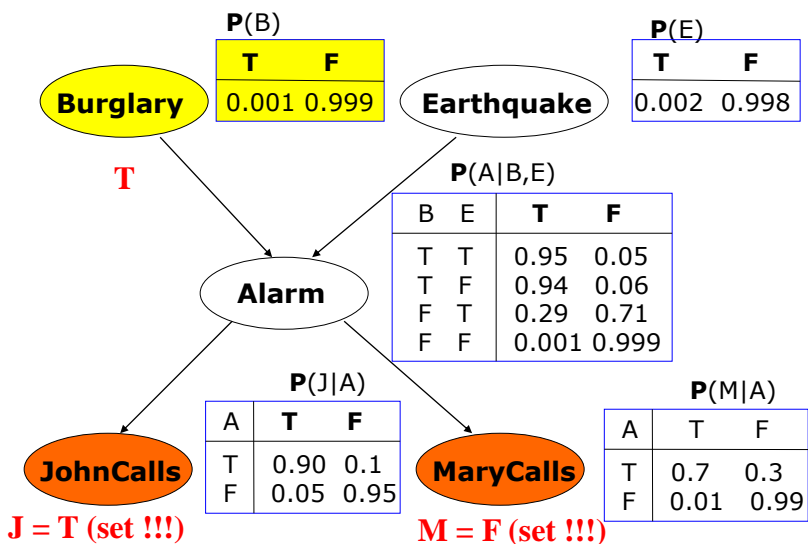 P(B)
T F
0.001 0.999
Burglary
P(E)
T F
0.002 0.998
Earthquake
T
P(A|B,E)
B E T F
T T 0.95 0.05
T F 0.94 0.06
F T 0.29 0.71
F F 0.001 0.999
Alarm
P(J|A)
A T F
T 0.90 0.1
F 0.05 0.95
P(M|A)
A T F
T 0.7 0.3
F 0.01 0.99
JohnCalls
MaryCalls
J = T (set !!!)
M = F (set !!!)